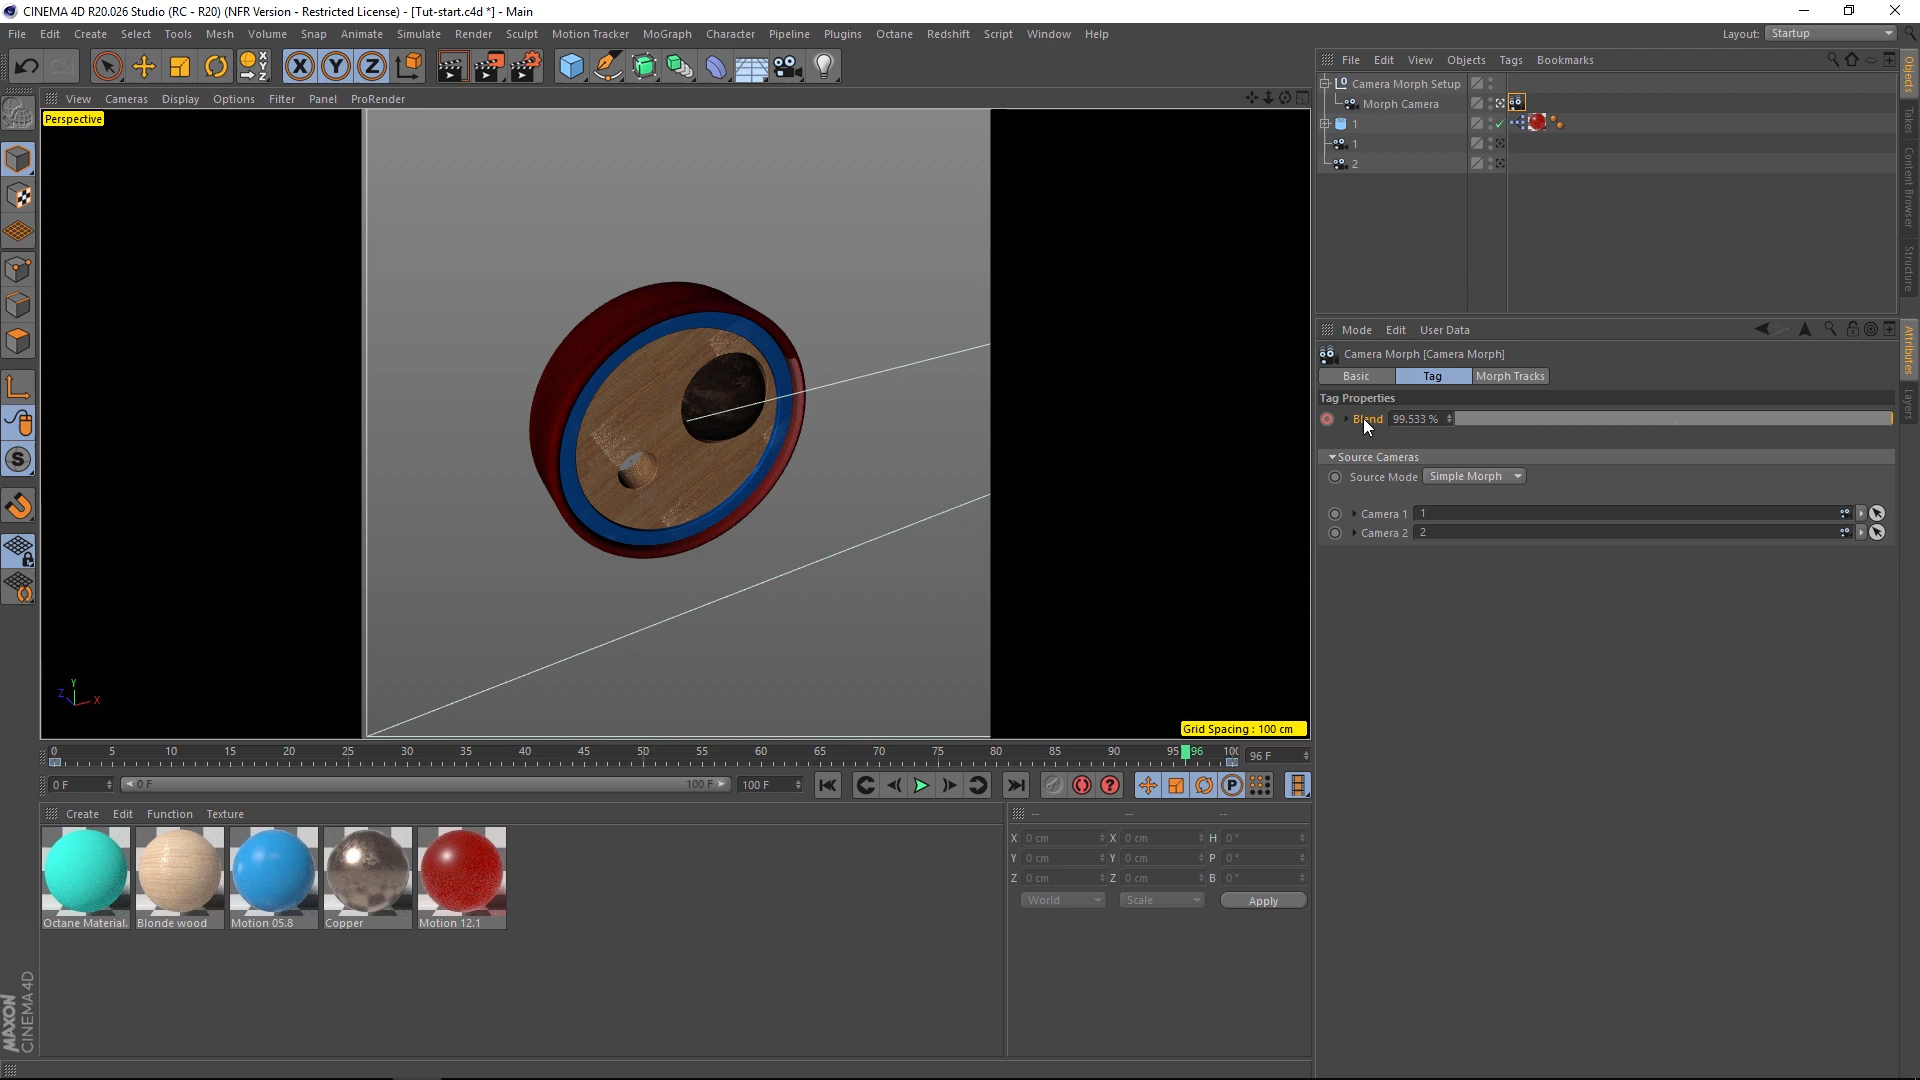 CINEMA 4D R20.026 Studio (RC - R20) (NFR Version - Restricted License) - [Tut-start.c4d *] - Main
File Edit Create Select Tools Mesh Volume Snap Animate Simulate Render Sculpt Motion Tracker MoGraph Character Pipeline Plugins Octane Redshift Script Window Help Layout: Startup
File Edit View Objects Tags Bookmarks
View Cameras Display Options Filter Panel ProRender
Perspective
Camera Morph Setup
Morph Camera
1
1
2
Objects
Takes
Content Browser
Structure
Mode Edit User Data
Camera Morph [Camera Morph]
Basic Tag Morph Tracks
Tag Properties
Blend 99.533 %
Source Cameras
Source Mode Simple Morph
Camera 1 1
Camera 2 2
Attributes
Layers
Y
Z X
Grid Spacing : 100 cm
0 5 10 15 20 25 30 35 40 45 50 55 60 65 70 75 80 85 90 95 96 100 96 F
0 F 0 F 100 F 100 F
Create Edit Function Texture
Octane Material. Blonde wood Motion 05.8 Copper Motion 12.1
-- -- --
X 0 cm X 0 cm H 0 °
Y 0 cm Y 0 cm P 0 °
Z 0 cm Z 0 cm B 0 °
World Scale Apply
MAXON
CINEMA 4D